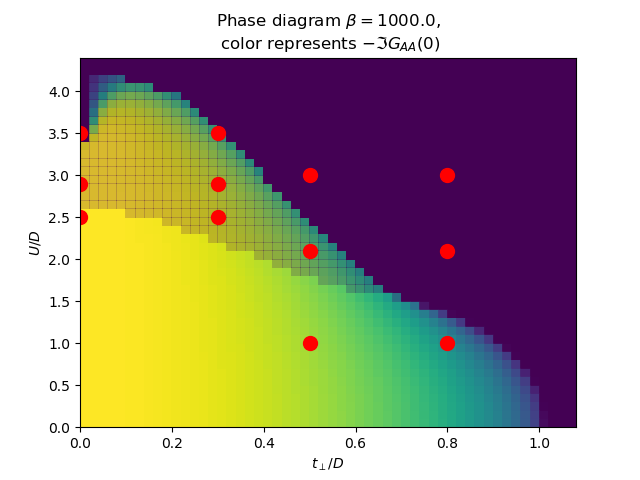 Phase diagram β = 1000.0,
color represents −ℑG_{AA}(0)
4.0
3.5
3.0
2.5
2.0
1.5
1.0
0.5
0.0
U/D
0.0 0.2 0.4 0.6 0.8 1.0
t_⊥/D